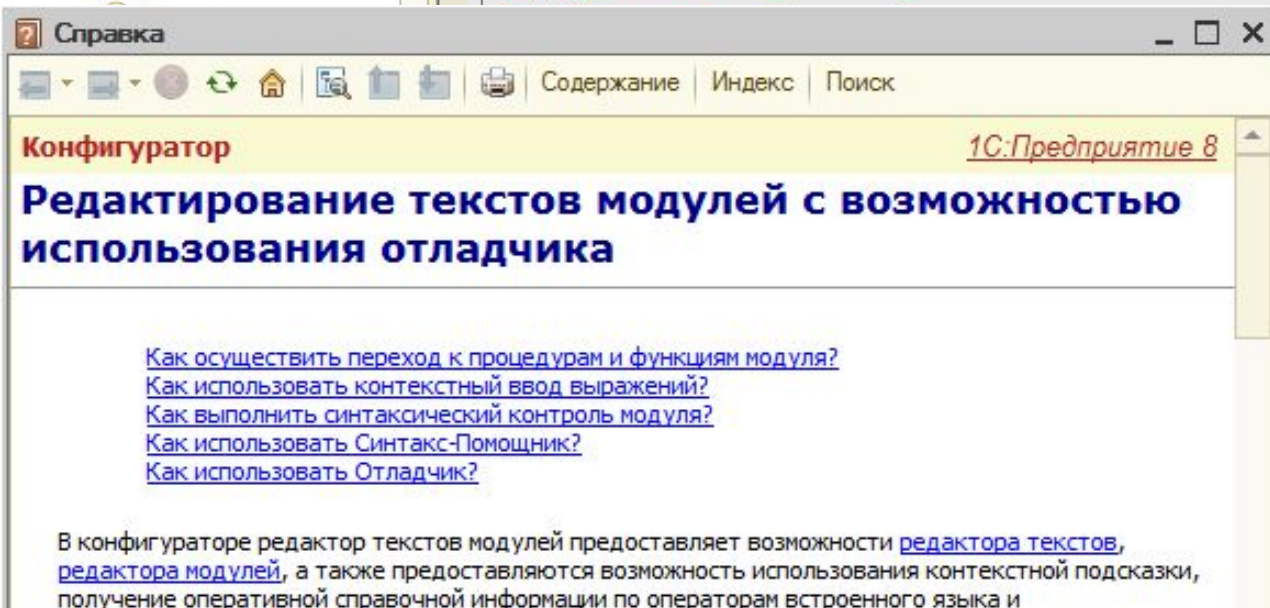 Справка
Содержание Индекс Поиск
Конфигуратор 1С:Предприятие 8
Редактирование текстов модулей с возможностью
использования отладчика
Как осуществить переход к процедурам и функциям модуля?
Как использовать контекстный ввод выражений?
Как выполнить синтаксический контроль модуля?
Как использовать Синтакс-Помощник?
Как использовать Отладчик?
В конфигураторе редактор текстов модулей предоставляет возможности редактора текстов,
редактора модулей, а также предоставляются возможность использования контекстной подсказки,
получение оперативной справочной информации по операторам встроенного языка и